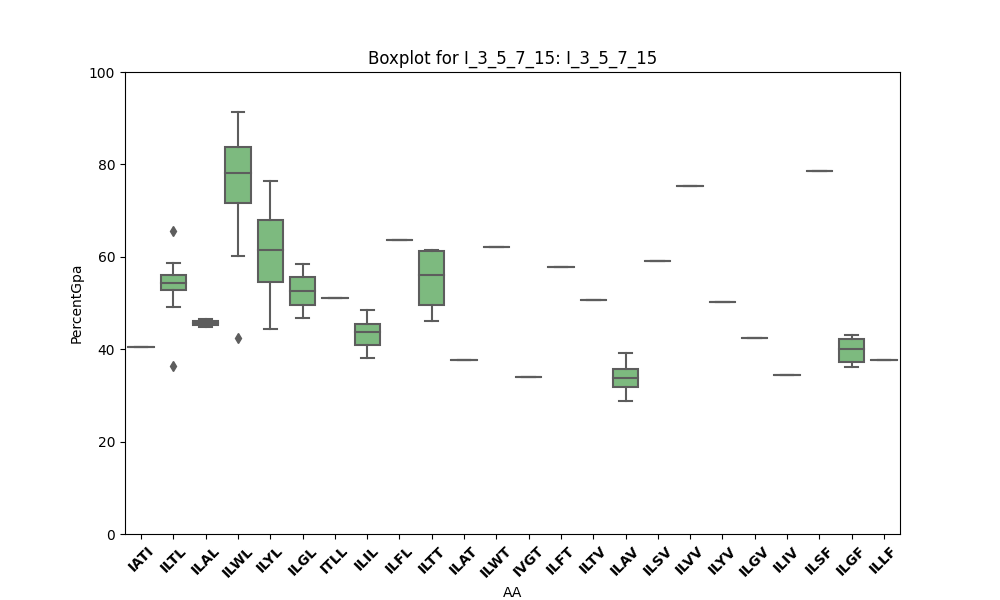 Boxplot for I_3_5_7_15: I_3_5_7_15
100
80
60
40
20
0
PercentGpa
IATI ILTL ILAL ILWL ILYL ILGL ITLL ILIL ILFL ILTT ILAT ILWT IVGT ILFT ILTV ILAV ILSV ILVV ILYV ILGV ILIV ILSF ILGF ILLF
AA